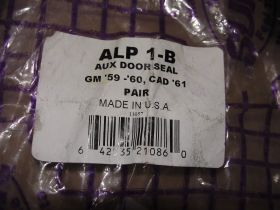 ALP 1-B
AUX DOOR SEAL
GM '59 -'60, CAD '61
PAIR
MADE IN U.S.A.
6 42 35 21086 0